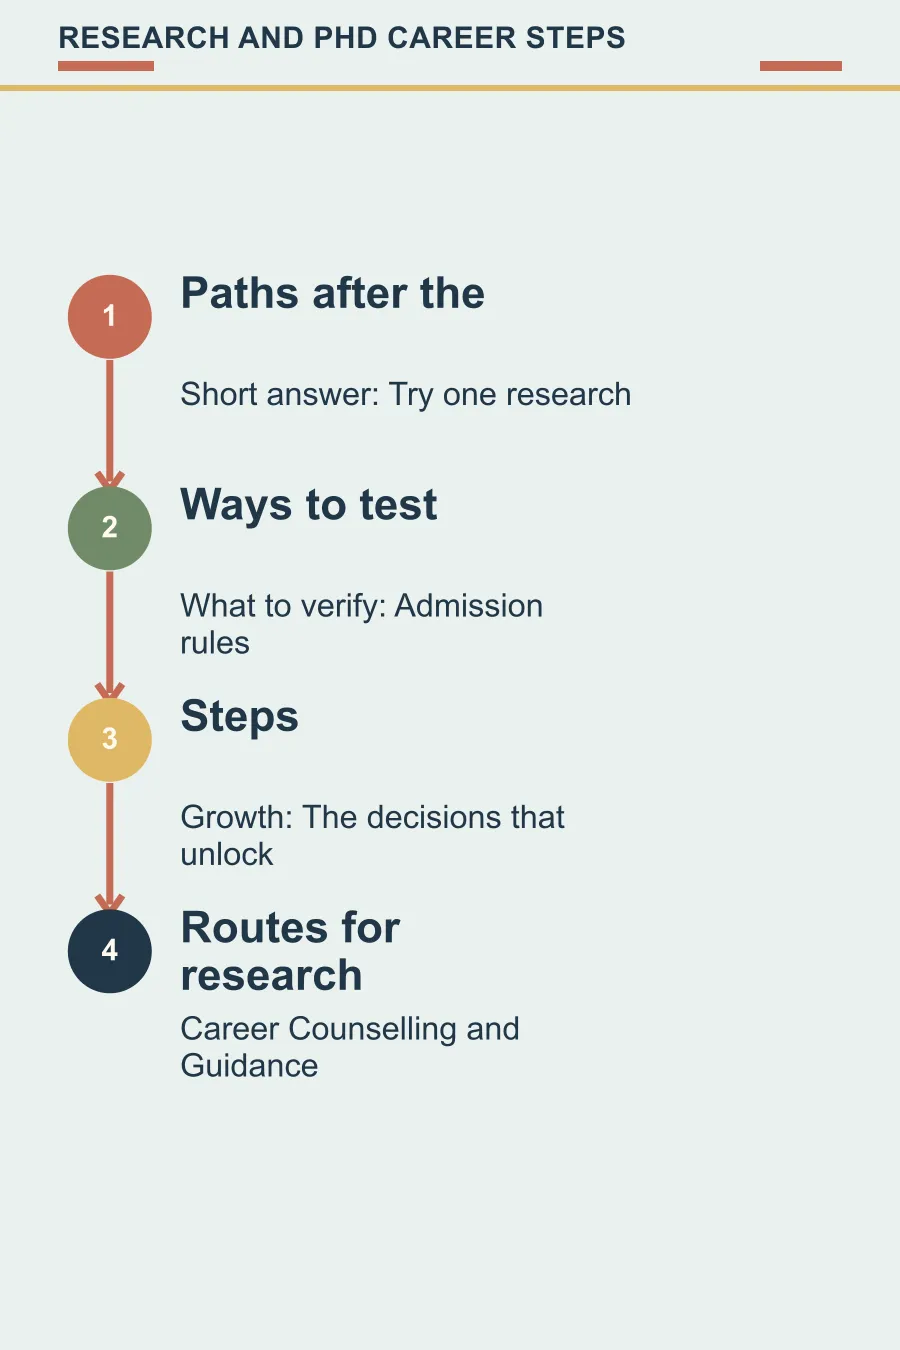 RESEARCH AND PHD CAREER STEPS
1
Paths after the
Short answer: Try one research
2
Ways to test
What to verify: Admission
rules
3
Steps
Growth: The decisions that
unlock
4
Routes for
research
Career Counselling and
Guidance